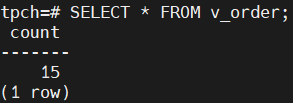 tpch=# SELECT * FROM v_order;
 count
-------
    15
(1 row)